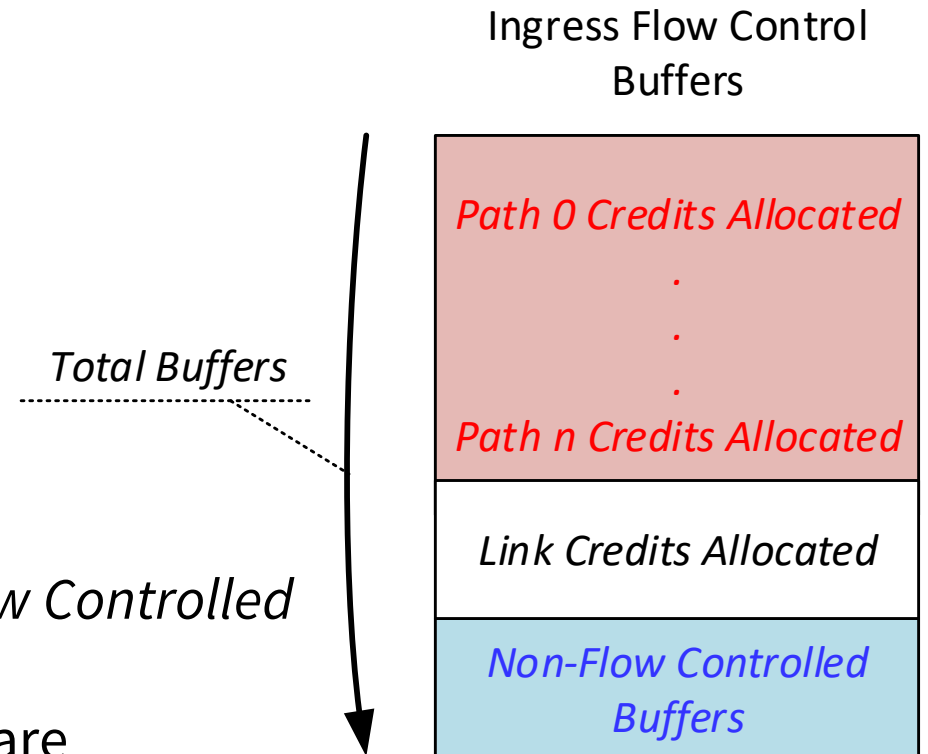 Ingress Flow Control
Buffers
Path 0 Credits Allocated
.
.
.
Total Buffers
Path n Credits Allocated
Link Credits Allocated
w Controlled
Non-Flow Controlled
Buffers
are